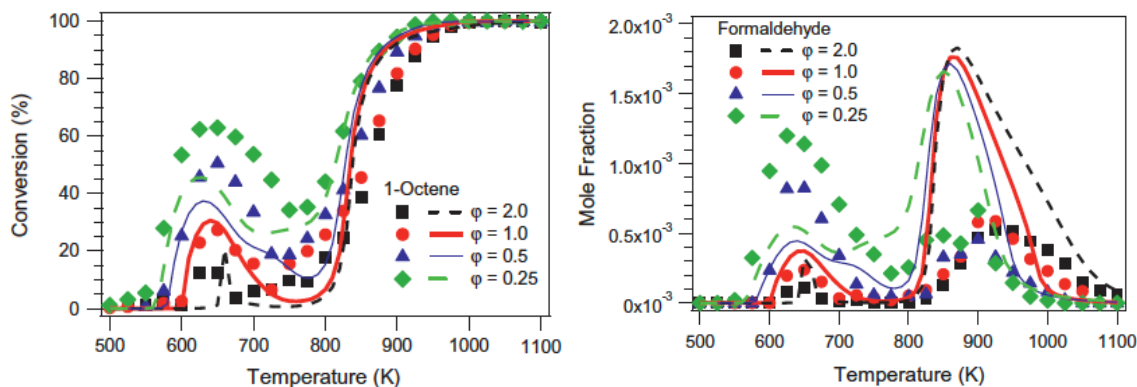 100
80
60
40
20
0
Conversion (%)
1-Octene
φ = 2.0
φ = 1.0
φ = 0.5
φ = 0.25
500 600 700 800 900 1000 1100
Temperature (K)
2.0x10⁻³
1.5x10⁻³
1.0x10⁻³
0.5x10⁻³
0.0x10⁻³
Mole Fraction
Formaldehyde
φ = 2.0
φ = 1.0
φ = 0.5
φ = 0.25
500 600 700 800 900 1000 1100
Temperature (K)